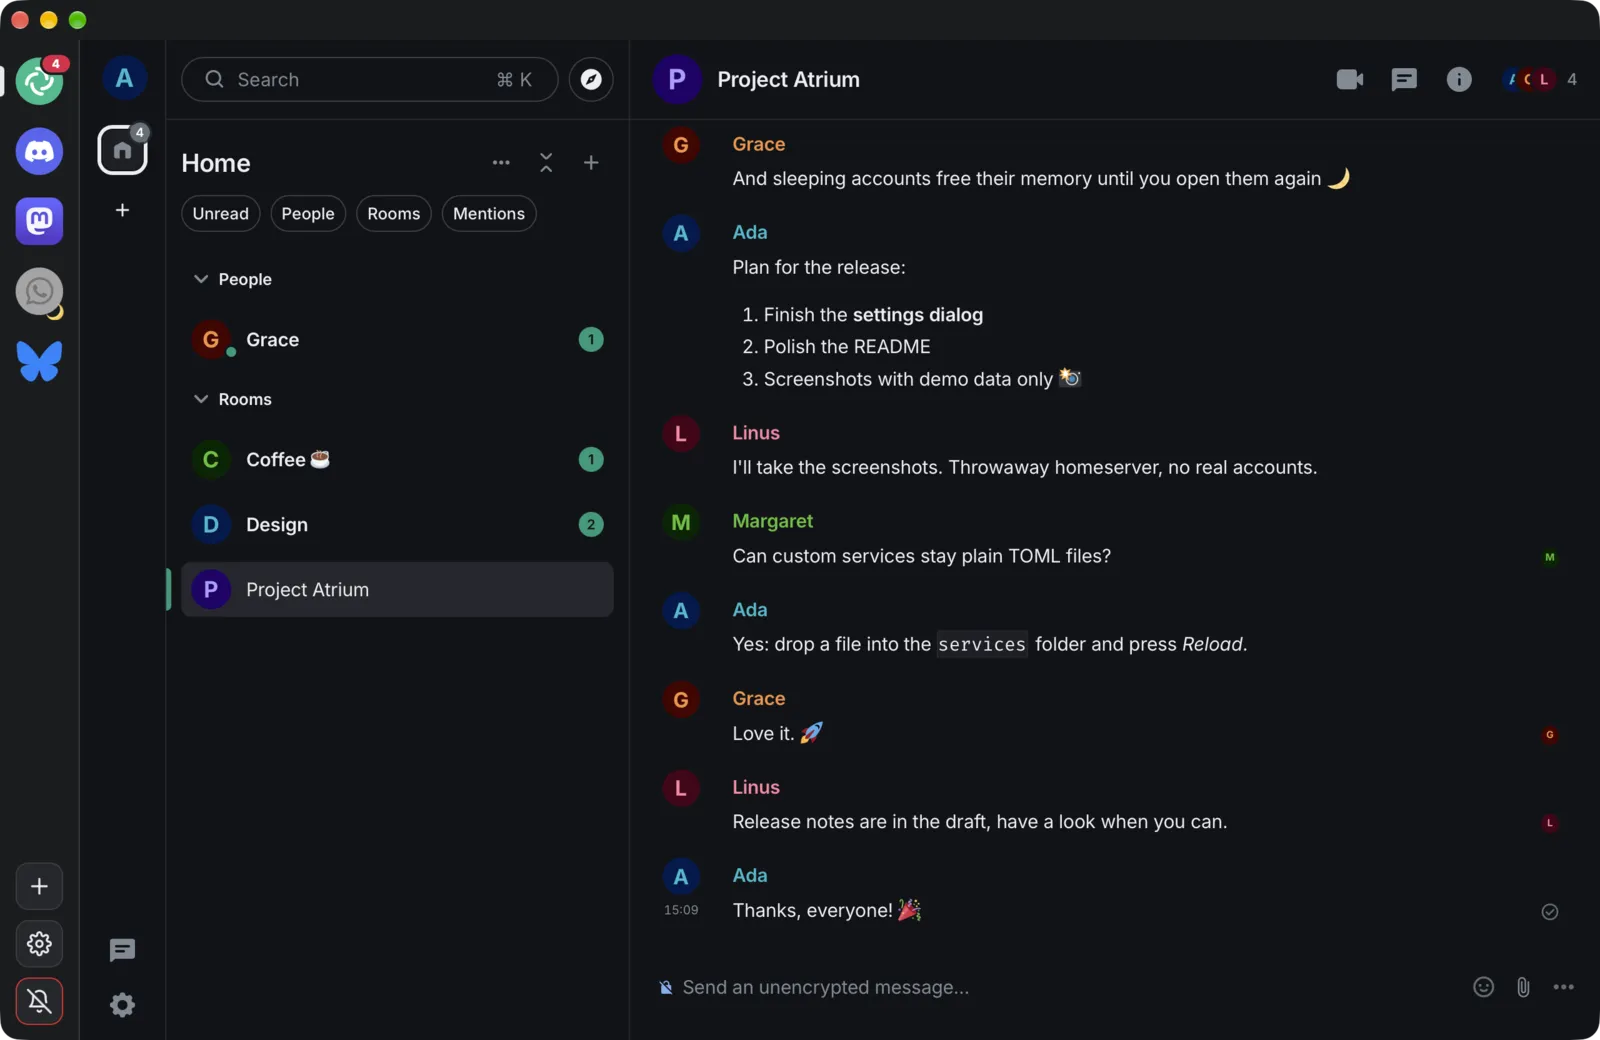 4
A
Search
⌘ K
4
Home
Unread
People
Rooms
Mentions
People
G
Grace
1
Rooms
C
Coffee ☕
1
D
Design
2
P
Project Atrium
P
Project Atrium
A
L
4
G
Grace
And sleeping accounts free their memory until you open them again 🌙
A
Ada
Plan for the release:
1. Finish the settings dialog
2. Polish the README
3. Screenshots with demo data only 📸
L
Linus
I'll take the screenshots. Throwaway homeserver, no real accounts.
M
Margaret
Can custom services stay plain TOML files?
M
A
Ada
Yes: drop a file into the services folder and press Reload.
G
Grace
Love it. 🚀
G
L
Linus
Release notes are in the draft, have a look when you can.
L
A
Ada
15:09
Thanks, everyone! 🎉
Send an unencrypted message...